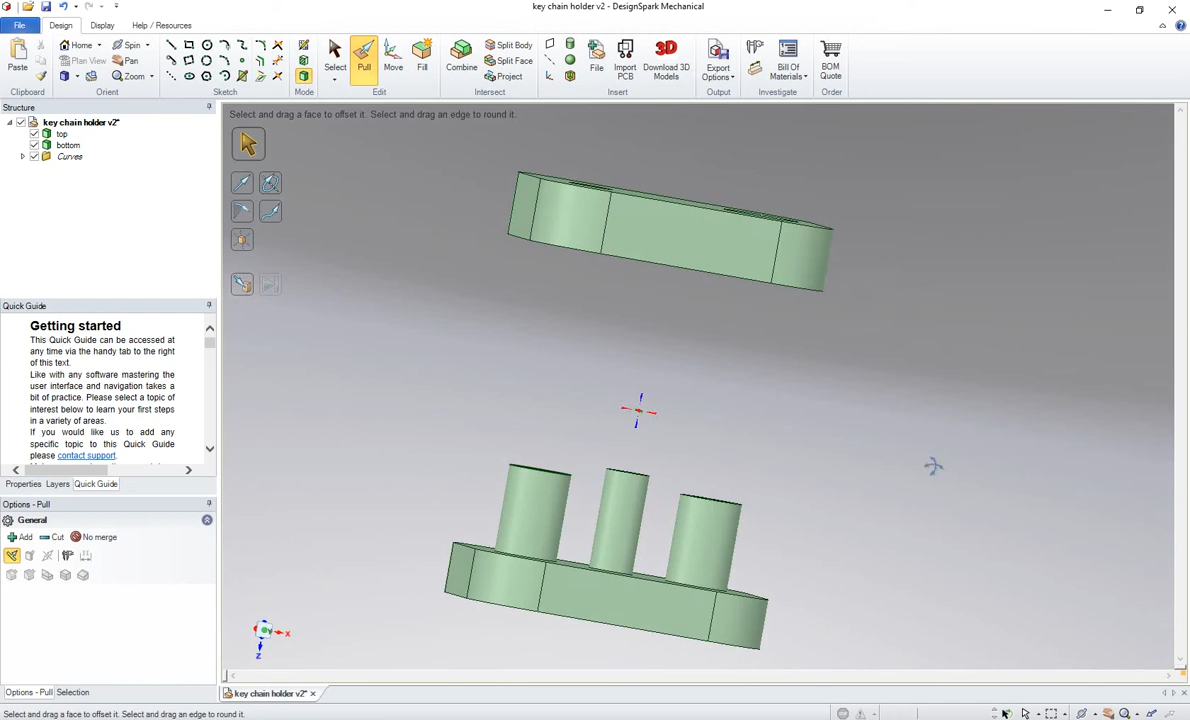 key chain holder v2* - DesignSpark Mechanical
File
Design
Display
Help / Resources
Paste
Clipboard
Home
Spin
Plan View
Pan
Zoom
Orient
Sketch
Mode
Select
Pull
Move
Fill
Edit
Combine
Split Body
Split Face
Project
Intersect
File
Import
PCB
3D
Download 3D
Models
Insert
Export
Options
Output
Bill Of
Materials
Investigate
BOM
Quote
Order
Structure
key chain holder v2*
top
bottom
Curves
Select and drag a face to offset it. Select and drag an edge to round it.
Quick Guide
Getting started
This Quick Guide can be accessed at
any time via the handy tab to the right
of this text.
Like with any software mastering the
user interface and navigation takes a
bit of practice. Please select a topic of
interest below to learn your first steps
in a variety of areas.
If you would like us to add any
specific topic to this Quick Guide
please contact support.
Properties
Layers
Quick Guide
Options - Pull
General
Add
Cut
No merge
X
Y
Z
Options - Pull
Selection
key chain holder v2*
Select and drag a face to offset it. Select and drag an edge to round it.